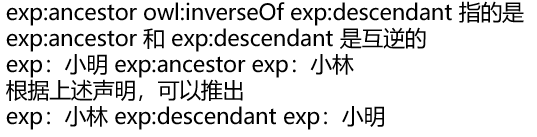 exp:ancestor owl:inverseOf exp:descendant 指的是
exp:ancestor 和 exp:descendant 是互逆的
exp：小明 exp:ancestor exp：小林
根据上述声明，可以推出
exp：小林 exp:descendant exp：小明